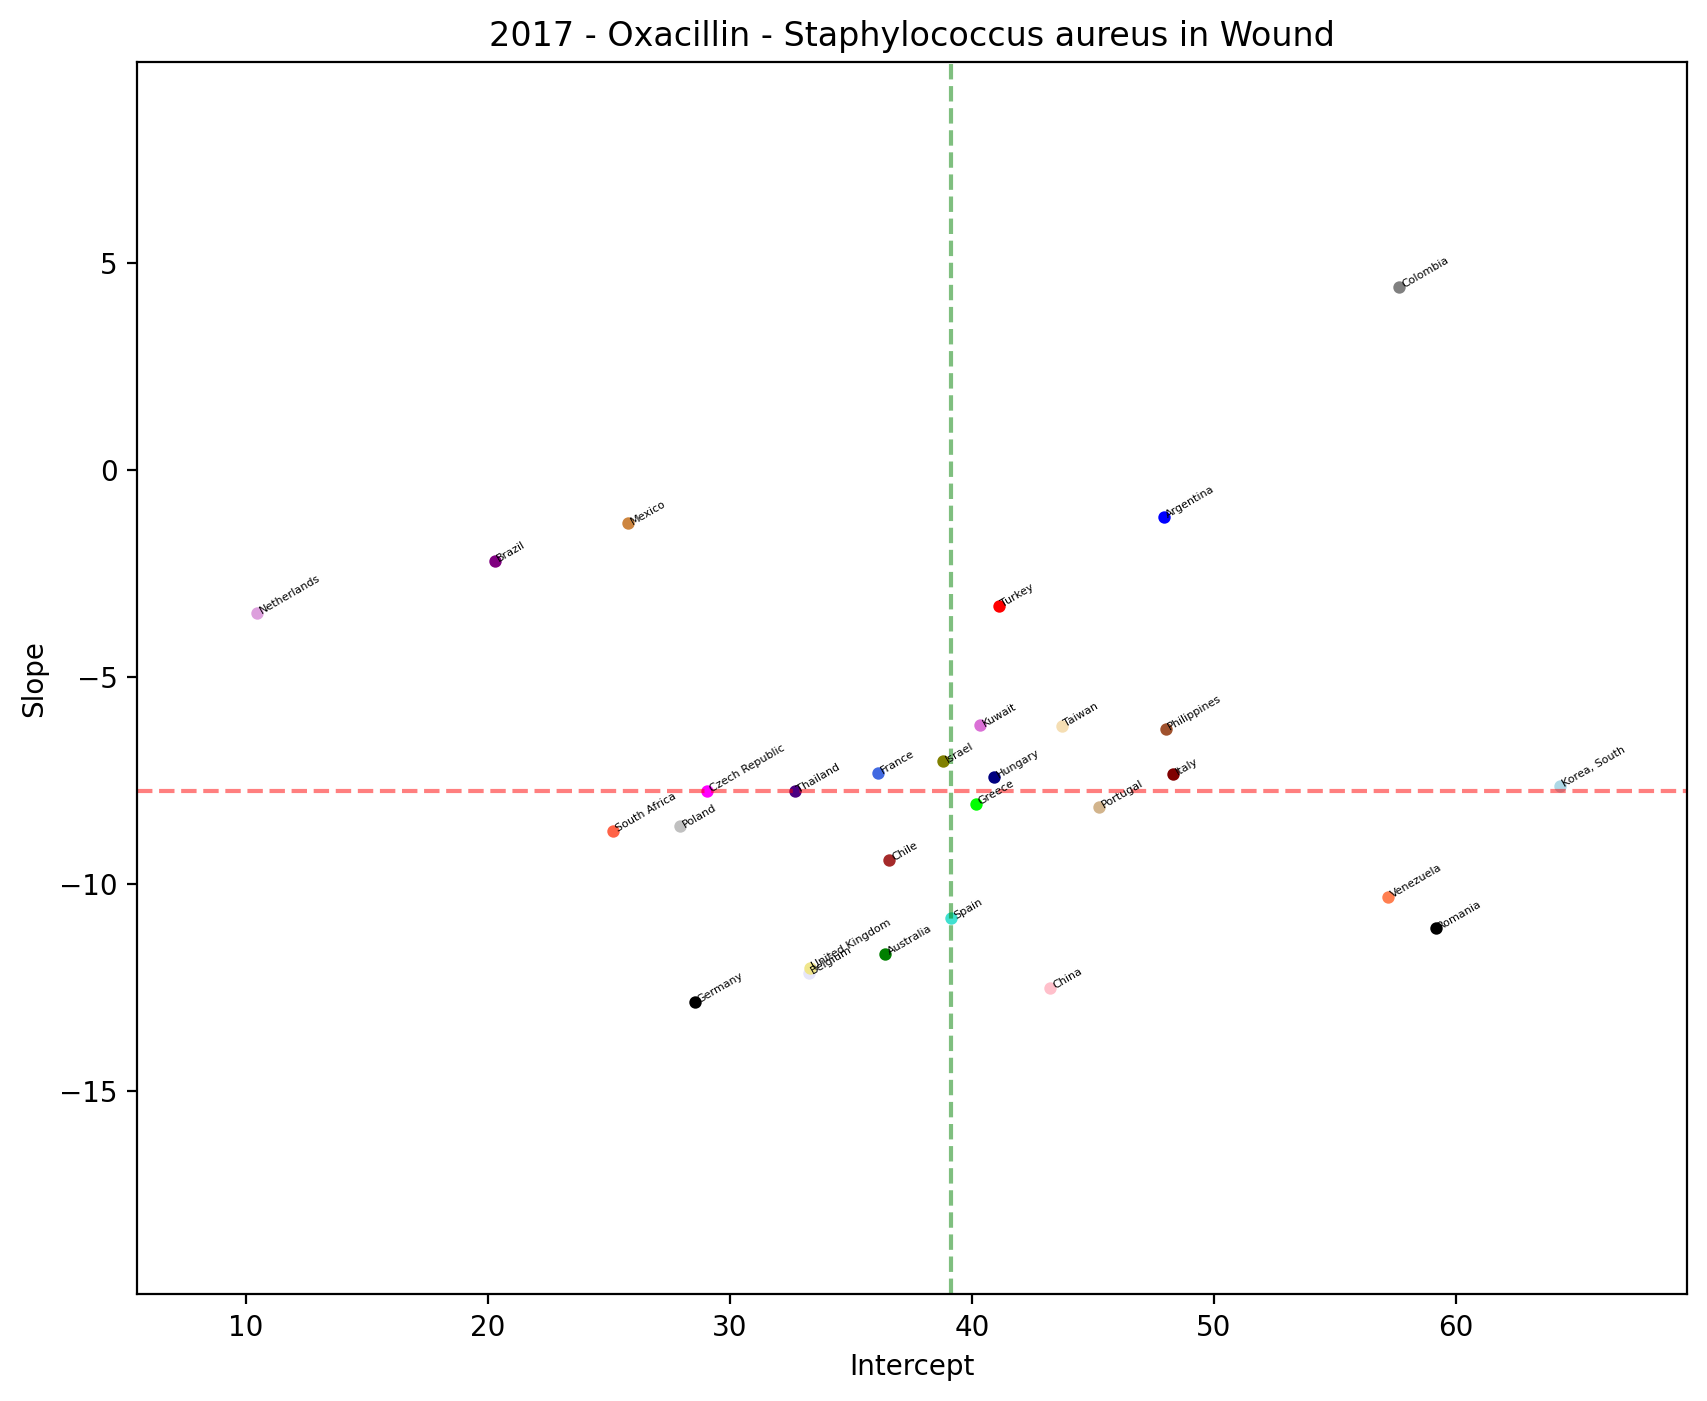 2017 - Oxacillin - Staphylococcus aureus in Wound
Slope
5
0
−5
−10
−15
Colombia
Mexico
Argentina
Brazil
Netherlands
Turkey
Kuwait
Taiwan
Philippines
Israel
France
Hungary
Italy
Korea, South
Czech Republic
Thailand
Greece
Portugal
South Africa
Poland
Chile
Venezuela
Spain
Romania
Australia
United Kingdom
Belgium
China
Germany
10 20 30 40 50 60
Intercept